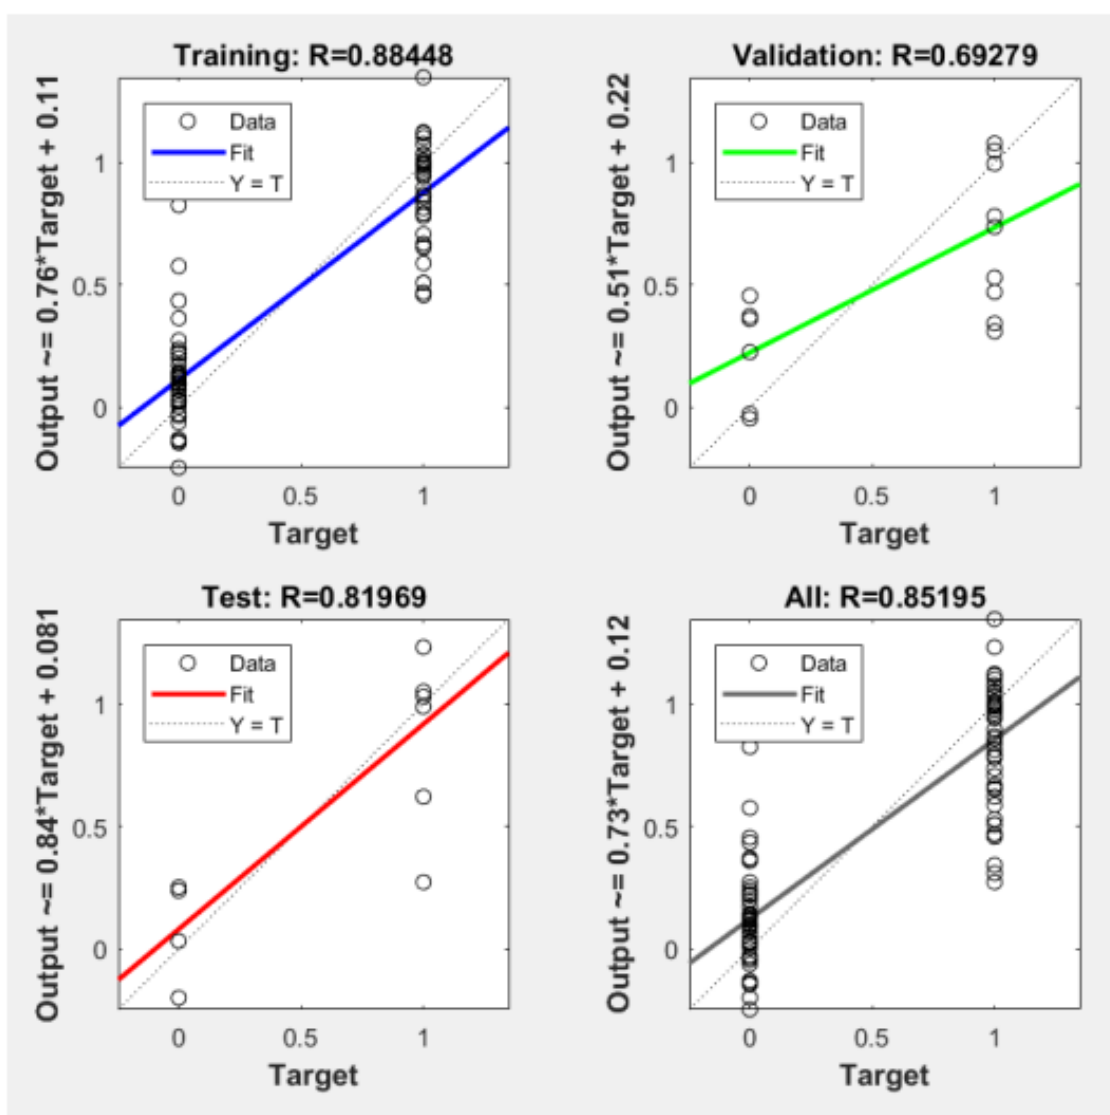 Training: R=0.88448
Output ~= 0.76*Target + 0.11
Data
Fit
Y = T
1
0.5
0
0
0.5
1
Target
Validation: R=0.69279
Output ~= 0.51*Target + 0.22
Data
Fit
Y = T
1
0.5
0
0
0.5
1
Target
Test: R=0.81969
Output ~= 0.84*Target + 0.081
Data
Fit
Y = T
1
0.5
0
0
0.5
1
Target
All: R=0.85195
Output ~= 0.73*Target + 0.12
Data
Fit
Y = T
1
0.5
0
0
0.5
1
Target